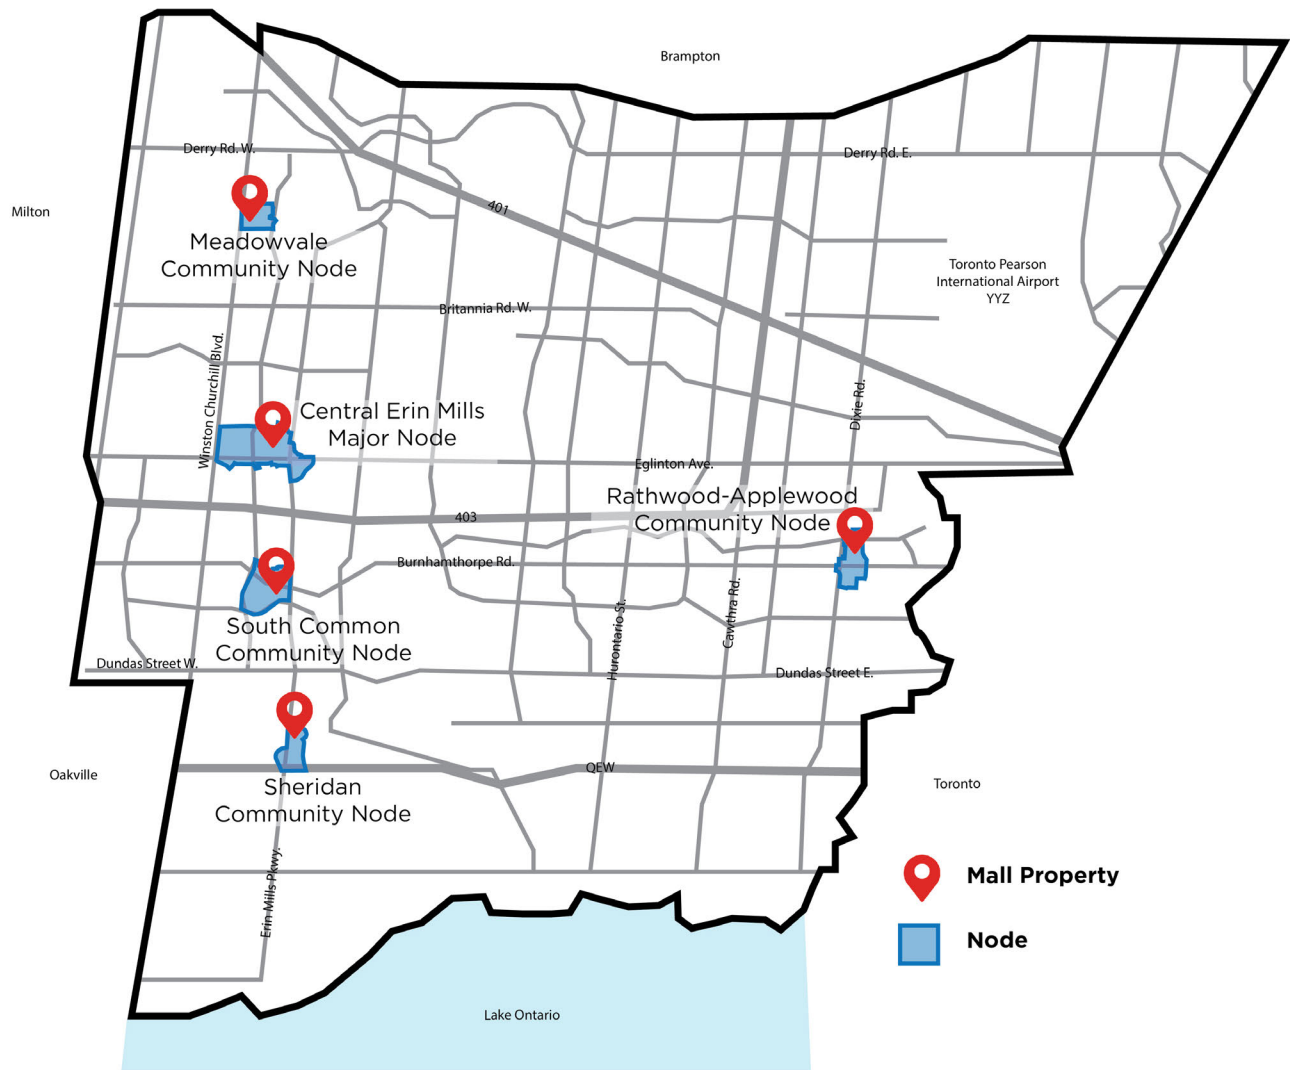 Brampton
Derry Rd. W.
Derry Rd. E.
Milton
401
Meadowvale
Community Node
Toronto Pearson
International Airport
YYZ
Britannia Rd. W.
Winston Churchill Blvd.
Dixie Rd.
Central Erin Mills
Major Node
Eglinton Ave.
Rathwood-Applewood
Community Node
403
Burnhamthorpe Rd.
Hurontario St.
Cawthra Rd.
South Common
Community Node
Dundas Street W.
Dundas Street E.
Oakville
QEW
Toronto
Sheridan
Community Node
Erin Mills Pkwy.
Mall Property
Node
Lake Ontario